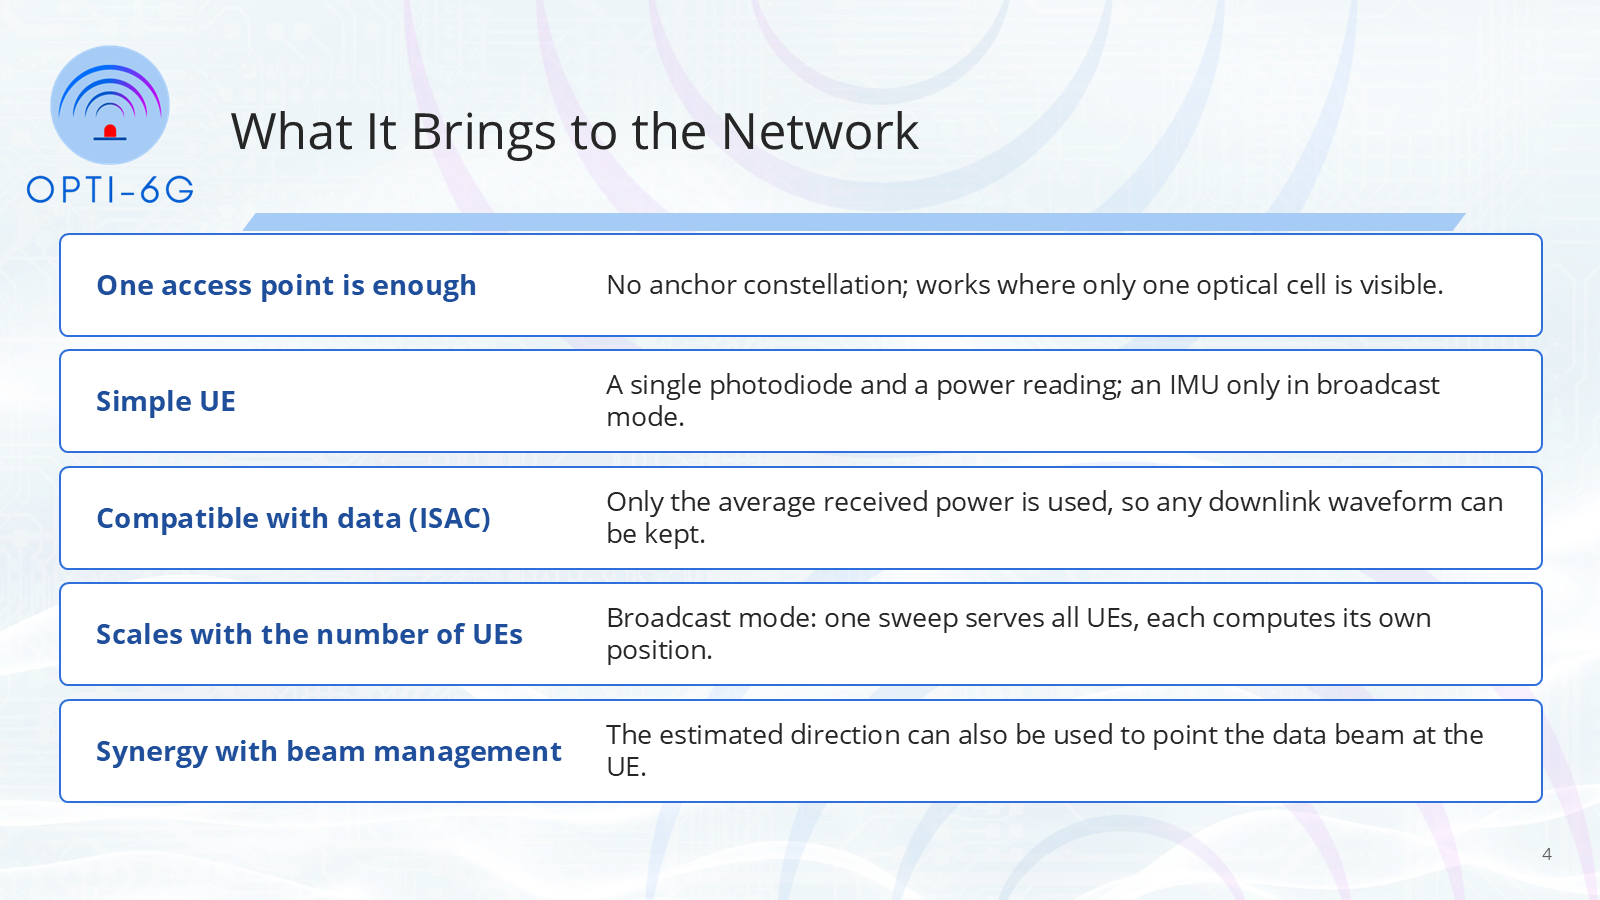 OPTI-6G
What It Brings to the Network
One access point is enough
No anchor constellation; works where only one optical cell is visible.
Simple UE
A single photodiode and a power reading; an IMU only in broadcast
mode.
Compatible with data (ISAC)
Only the average received power is used, so any downlink waveform can
be kept.
Scales with the number of UEs
Broadcast mode: one sweep serves all UEs, each computes its own
position.
Synergy with beam management
The estimated direction can also be used to point the data beam at the
UE.
4